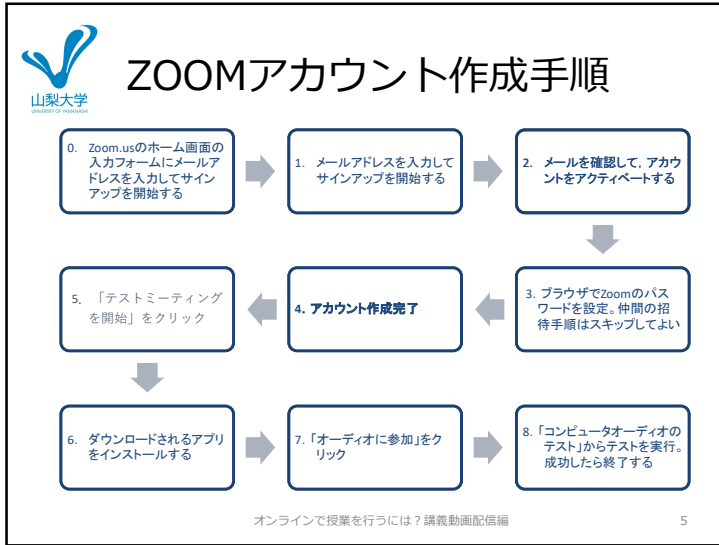 山梨大学
UNIVERSITY OF YAMANASHI
ZOOMアカウント作成手順
0. Zoom.usのホーム画面の
入力フォームにメールア
ドレスを入力してサイン
アップを開始する
1. メールアドレスを入力して
サインアップを開始する
2. メールを確認して,アカウ
ントをアクティベートする
3. ブラウザでZoomのパス
ワードを設定。仲間の招
待手順はスキップしてよい
4. アカウント作成完了
5. 「テストミーティング
を開始」をクリック
6. ダウンロードされるアプリ
をインストールする
7. 「オーディオに参加」をク
リック
8. 「コンピュータオーディオの
テスト」からテストを実行。
成功したら終了する
オンラインで授業を行うには?講義動画配信編
5